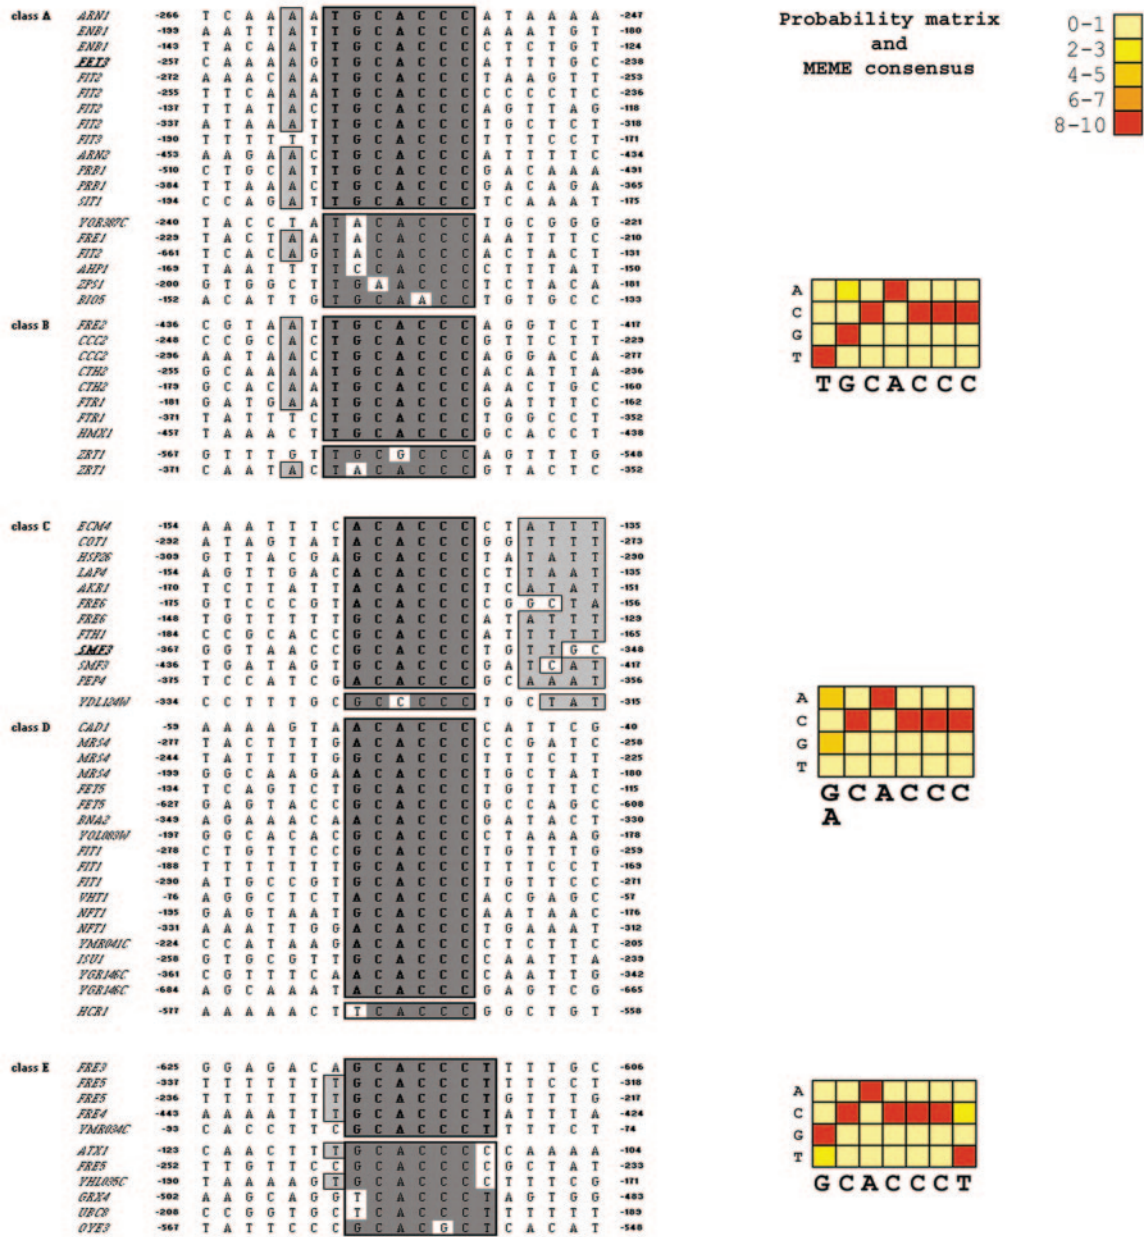 class A ARN1 -266 T C A A A A T G C A C C C A T A A A A -247
ENB1 -199 A A T T A T T G C A C C C A A A T G T -180
ENB1 -143 T A C A A T T G C A C C C C T C T G T -124
FET3 -257 C A A A A G T G C A C C C A T T T G C -238
FIT2 -272 A A A C A A T G C A C C C T A A G T T -253
FIT2 -255 T T C A A A T G C A C C C C C C C T C -236
FIT2 -137 T T A T A C T G C A C C C A G T T A G -118
FIT2 -337 A T A A A T T G C A C C C T G C T C T -318
FIT3 -190 T T T T T T T G C A C C C T T T C C T -171
ARN2 -453 A A G A A C T G C A C C C A T T T T C -434
PRB1 -510 C T G C A T T G C A C C C G A C A A A -491
PRB1 -384 T T A A A C T G C A C C C G A C A G A -365
SIT1 -194 C C A G A T T G C A C C C T C A A A T -175
YOR387C -240 T A C C T A T A C A C C C T G C G G G -221
FRE1 -229 T A C T A A T A C A C C C A A T T T C -210
FIT2 -661 T C A C A G T A C A C C C A C T A C T -131
AHP1 -169 T A A T T T T C C A C C C C T T T A T -150
ZPS1 -200 G T G G C T T G A A C C C T C T A C A -181
BIO5 -152 A C A T T G T G C A A C C T G T G C C -133
class B FRE2 -436 C G T A A T T G C A C C C A G G T C T -417
CCC2 -248 C C G C A C T G C A C C C G T T C T T -229
CCC2 -296 A A T A A C T G C A C C C A G G A C A -277
CTH2 -255 G C A A A A T G C A C C C A C A T T A -236
CTH2 -179 G C A C A A T G C A C C C A A C T G C -160
FTR1 -181 G A T G A A T G C A C C C G A T T T C -162
FTR1 -371 T A T T T C T G C A C C C T G G C C T -352
HMX1 -457 T A A A C T T G C A C C C G C A C C T -438
ZRT1 -567 G T T T G T T G C G C C C A G T T T G -548
ZRT1 -371 C A A T A C T A C A C C C G T A C T C -352
class C ECM4 -154 A A A T T T C A C A C C C C T A T T T -135
COT1 -292 A T A G T A T A C A C C C G G T T T T -273
HSP26 -309 G T T A C G A G C A C C C T A T A T T -290
LAP4 -154 A G T T G A C A C A C C C C T T A A T -135
AKR1 -170 T C T T A T T A C A C C C T C A T A T -151
FRE6 -175 G T C C C G T A C A C C C C G G C T A -156
FRE6 -148 T G T T T T T G C A C C C A T A T T T -129
FTH1 -184 C C G C A C C G C A C C C A T T T T T -165
SMF3 -367 G G T A A C C G C A C C C T G T T G C -348
SMF3 -436 T G A T A G T G C A C C C G A T C A T -417
PEP4 -375 T C C A T C G A C A C C C G C A A A T -356
YDL124W -334 C C T T T G C G C C C C C T G C T A T -315
class D CAD1 -59 A A A A G T A A C A C C C C A T T C G -40
MRS4 -277 T A C T T T G A C A C C C C C G A T C -258
MRS4 -244 T A T T T T G G C A C C C T T T C T T -225
MRS4 -199 G G C A A G A A C A C C C T G C T A T -180
FET5 -134 T C A G T C T G C A C C C T G T T T C -115
FET5 -627 G A G T A C C G C A C C C G C C A G C -608
BNA2 -349 A G A A A C A A C A C C C G A T A C T -330
YOL083W -197 G G C A C A C G C A C C C C T A A A G -178
FIT1 -278 C T G T T C C G C A C C C T G T T T G -259
FIT1 -188 T T T T T T T G C A C C C T T T C C T -169
FIT1 -290 A T G C C G T G C A C C C T G T T C C -271
VHT1 -76 A G G C T C T A C A C C C A C G A G C -57
NFT1 -195 G A G T A A T G C A C C C A A T A A C -176
NFT1 -331 A A A T T G G A C A C C C T G A A A T -312
YMR041C -224 C C A T A A G A C A C C C C T C T T C -205
ISU1 -258 G T G C G T T G C A C C C C A A T T A -239
YGR146C -361 C G T T T C A A C A C C C C A A T T G -342
YGR146C -684 A G C A A A T A C A C C C G A G T C G -665
HCR1 -577 A A A A A C T T C A C C C G G C T G T -558
class E FRE3 -625 G G A G A C A G C A C C C T T T T G C -606
FRE5 -337 T T T T T T T G C A C C C T T T C C T -318
FRE5 -236 T T T T T T T G C A C C C T G T T T G -217
FRE4 -443 A A A A T T T G C A C C C T A T T T A -424
YMR034C -93 C A C C T T C G C A C C C T T T T C T -74
ATX1 -123 C A A C T T T G C A C C C C C A A A A -104
FRE5 -252 T T G T T C C G C A C C C C G C T A T -233
YHL035C -190 T A A A A G T G C A C C C C T T T C G -171
GRX4 -502 A A G C A G G T C A C C C T A G T G G -483
UBC8 -208 C C G G T G C T C A C C C T T T T T T -189
OYE3 -567 T A T T C C C G C A C G C T C A C A T -548
Probability matrix
and
MEME consensus
0-1
2-3
4-5
6-7
8-10
A
C
G
T
T G C A C C C
A
C
G
T
G C A C C C
A
A
C
G
T
G C A C C C T